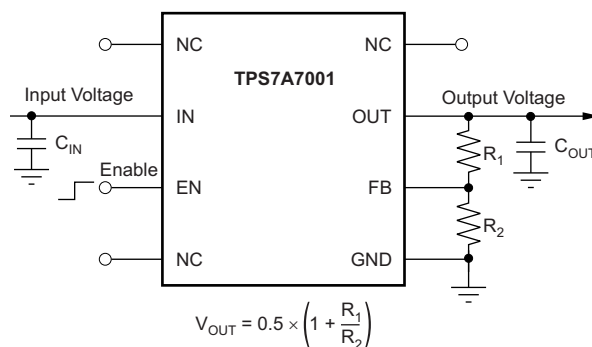 NC
NC
TPS7A7001
Input Voltage
IN
OUT
Output Voltage
C_IN
R_1
C_OUT
Enable
EN
FB
R_2
NC
GND
V_OUT = 0.5 × (1 + R_1/R_2)